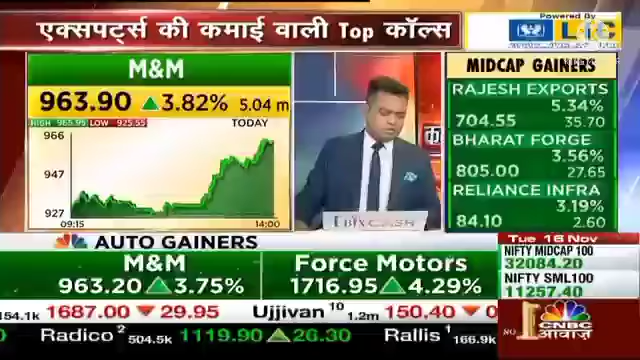 एक्सपर्ट्स की कमाई वाली Top कॉल्स
Powered By
LIC
M&M
963.90 ▲ 3.82% 5.04 m
HIGH 965.95 LOW 925.55 TODAY
966
947
927
09:15 14:00
MIDCAP GAINERS
RAJESH EXPORTS
5.34%
704.55 35.70
BHARAT FORGE
3.56%
805.00 27.65
RELIANCE INFRA
3.19%
84.10 2.60
AUTO GAINERS
M&M
963.20 ▲ 3.75%
Force Motors
1716.95 ▲ 4.29%
Tue 16 Nov
NIFTY MIDCAP 100
32084.20
NIFTY SML100
11257.40
154.1k 1687.00 ▼ 29.95 Ujjivan 10 1.2m 150.40 ▼ 0
Radico 2 504.5k 1119.90 ▲ 26.30 Rallis 1 166.9k
CNBC
आवाज़